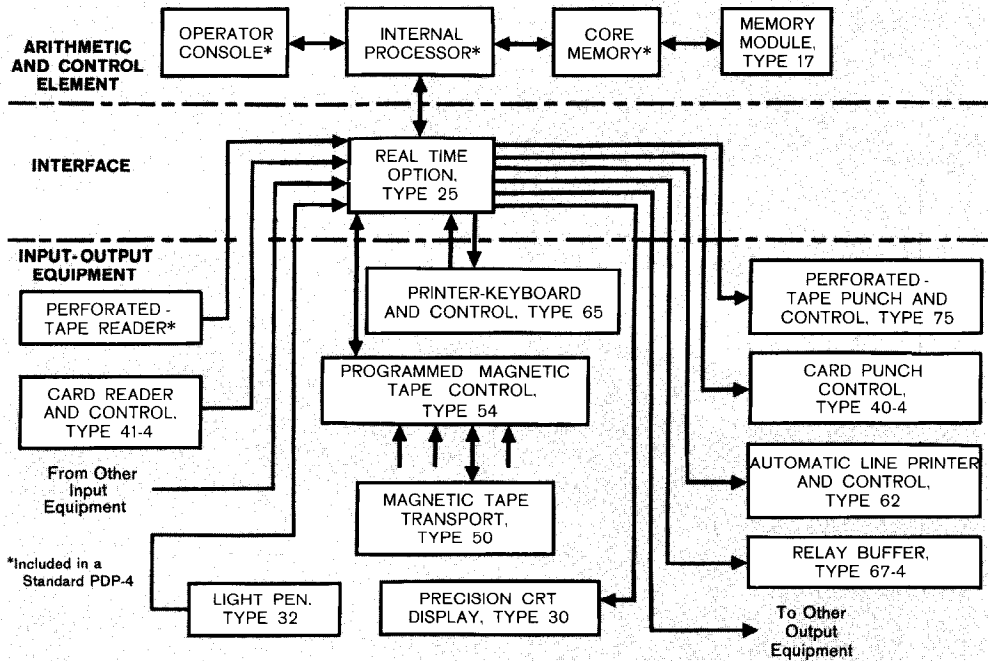 ARITHMETIC
AND CONTROL
ELEMENT
OPERATOR
CONSOLE*
INTERNAL
PROCESSOR*
CORE
MEMORY*
MEMORY
MODULE,
TYPE 17
INTERFACE
REAL TIME
OPTION,
TYPE 25
INPUT-OUTPUT
EQUIPMENT
PERFORATED-
TAPE READER*
PRINTER-KEYBOARD
AND CONTROL, TYPE 65
PERFORATED-
TAPE PUNCH AND
CONTROL, TYPE 75
CARD READER
AND CONTROL,
TYPE 41-4
PROGRAMMED MAGNETIC
TAPE CONTROL,
TYPE 54
CARD PUNCH
CONTROL,
TYPE 40-4
From Other
Input
Equipment
MAGNETIC TAPE
TRANSPORT,
TYPE 50
AUTOMATIC LINE PRINTER
AND CONTROL,
TYPE 62
*Included in a
Standard PDP-4
RELAY BUFFER,
TYPE 67-4
LIGHT PEN.
TYPE 32
PRECISION CRT
DISPLAY, TYPE 30
To Other
Output
Equipment